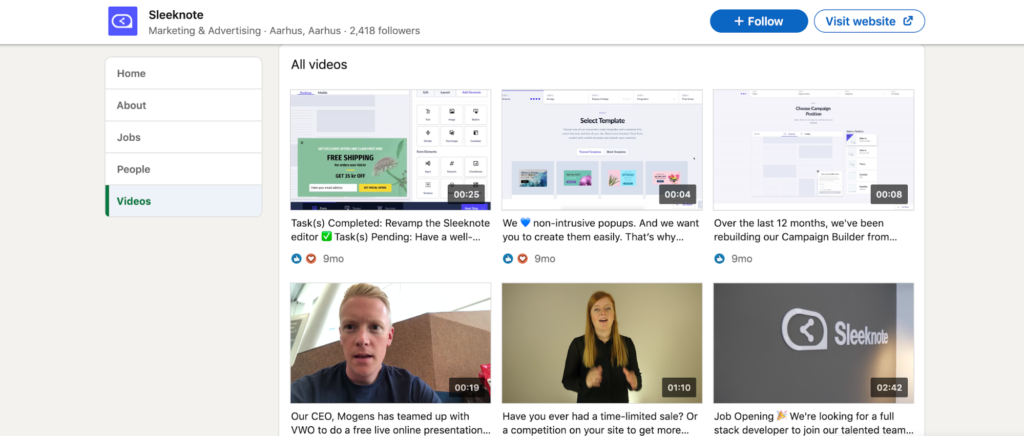 Sleeknote
Marketing & Advertising · Aarhus, Aarhus · 2,418 followers
+ Follow
Visit website
Home
About
Jobs
People
Videos
All videos
FREE SHIPPING
GET 25 kr OFF
00:25
Select Template
00:04
Choose Campaign
Position
00:08
Task(s) Completed: Revamp the Sleeknote
editor ✅ Task(s) Pending: Have a well-...
9mo
We 💙 non-intrusive popups. And we want
you to create them easily. That's why...
9mo
Over the last 12 months, we've been
rebuilding our Campaign Builder from...
9mo
00:19
01:10
Sleeknote
02:42
Our CEO, Mogens has teamed up with
VWO to do a free live online presentation...
Have you ever had a time-limited sale? Or
a competition on your site to get more...
Job Opening 🎉 We're looking for a full
stack developer to join our talented team...